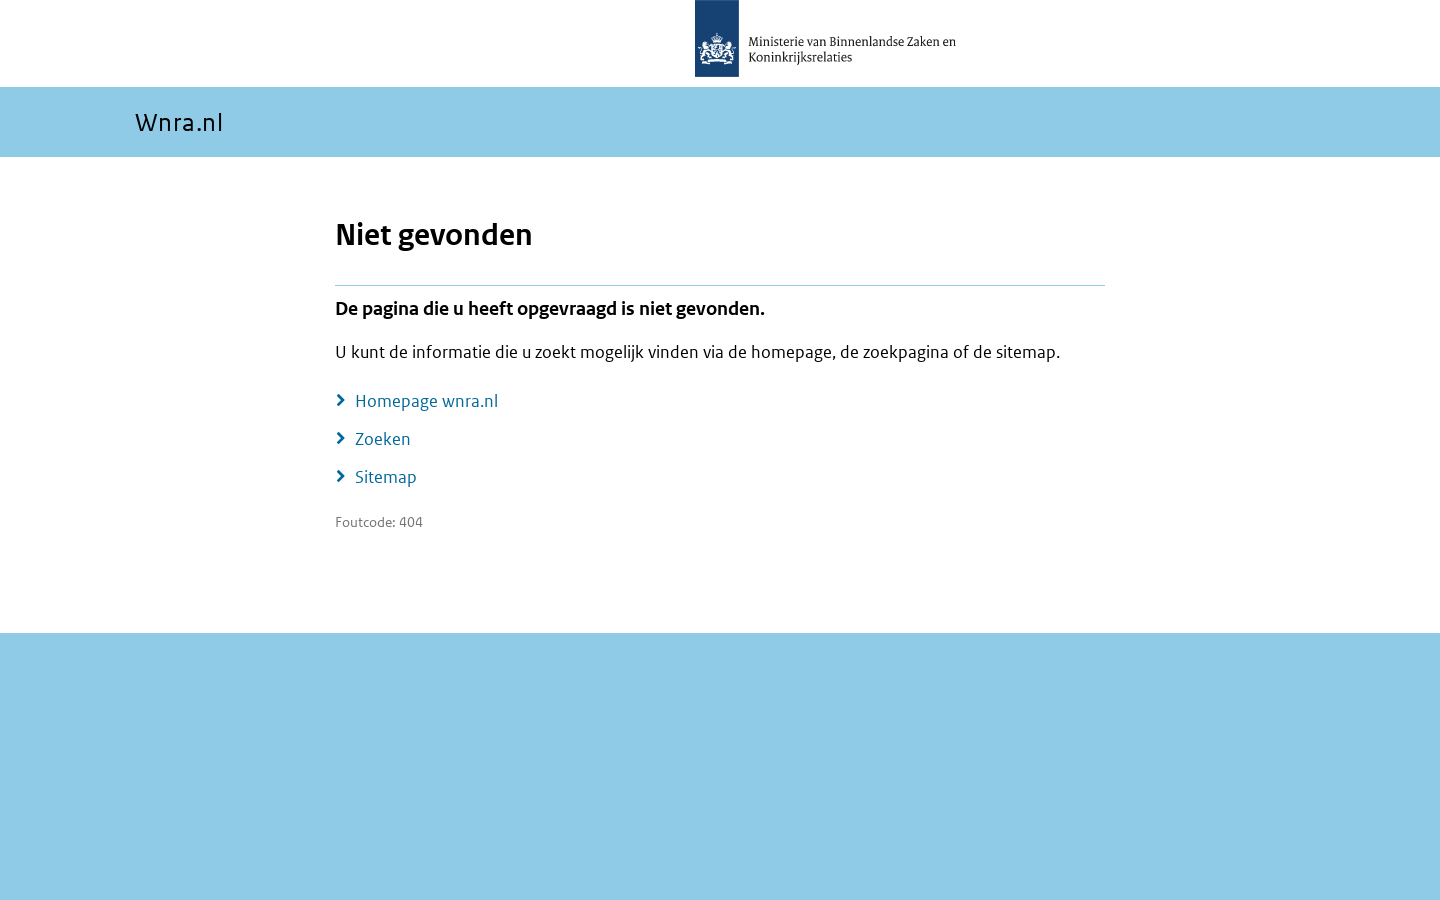 Ministerie van Binnenlandse Zaken en
Koninkrijksrelaties
Wnra.nl
Niet gevonden
De pagina die u heeft opgevraagd is niet gevonden.
U kunt de informatie die u zoekt mogelijk vinden via de homepage, de zoekpagina of de sitemap.
Homepage wnra.nl
Zoeken
Sitemap
Foutcode: 404